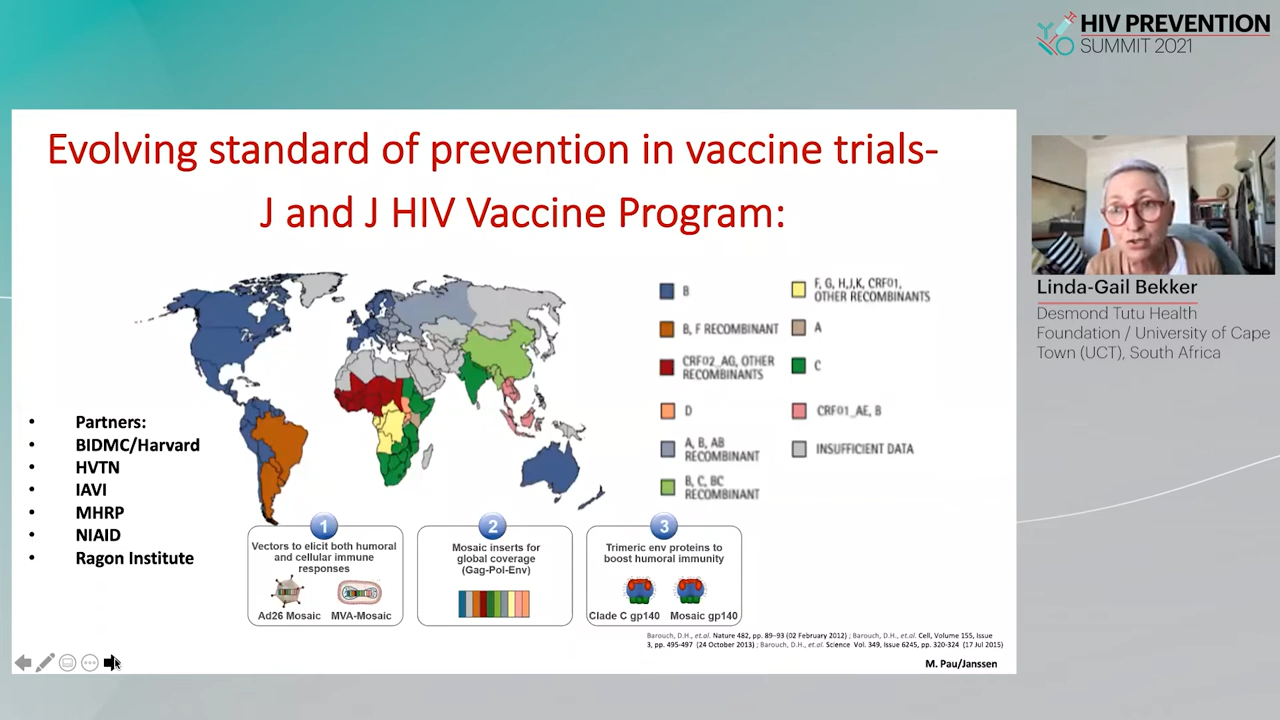 HIV PREVENTION
SUMMIT 2021
Evolving standard of prevention in vaccine trials-
J and J HIV Vaccine Program:
Linda-Gail Bekker
Desmond Tutu Health
Foundation / University of Cape
Town (UCT), South Africa
B
B, F RECOMBINANT
CRF02_AG, OTHER
RECOMBINANTS
D
A, B, AB
RECOMBINANT
B, C, BC
RECOMBINANT
F, G, H,J,K, CRF01,
OTHER RECOMBINANTS
A
C
CRF01_AE, B
INSUFFICIENT DATA
• Partners:
• BIDMC/Harvard
• HVTN
• IAVI
• MHRP
• NIAID
• Ragon Institute
1
Vectors to elicit both humoral
and cellular immune
responses
Ad26 Mosaic MVA-Mosaic
2
Mosaic inserts for
global coverage
(Gag-Pol-Env)
3
Trimeric env proteins to
boost humoral immunity
Clade C gp140 Mosaic gp140
Barouch, D.H., et.al. Nature 482, pp. 89–93 (02 February 2012) ; Barouch, D.H., et.al. Cell, Volume 155, Issue
3, pp. 495-497 (24 October 2013) ; Barouch, D.H., et.al. Science Vol. 349, Issue 6245, pp. 320-324 (17 Jul 2015)
M. Pau/Janssen